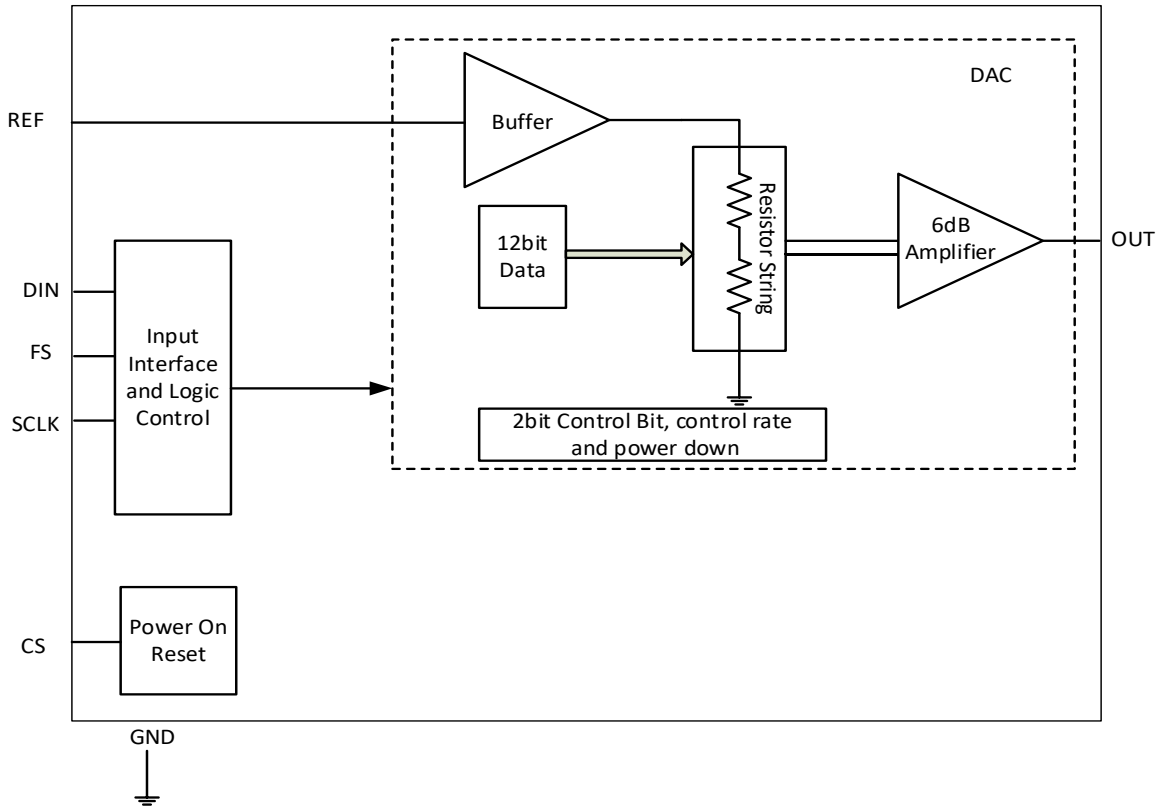 DAC
REF
Buffer
Resistor String
6dB
Amplifier
OUT
12bit
Data
DIN
FS
SCLK
Input
Interface
and Logic
Control
2bit Control Bit, control rate
and power down
CS
Power On
Reset
GND